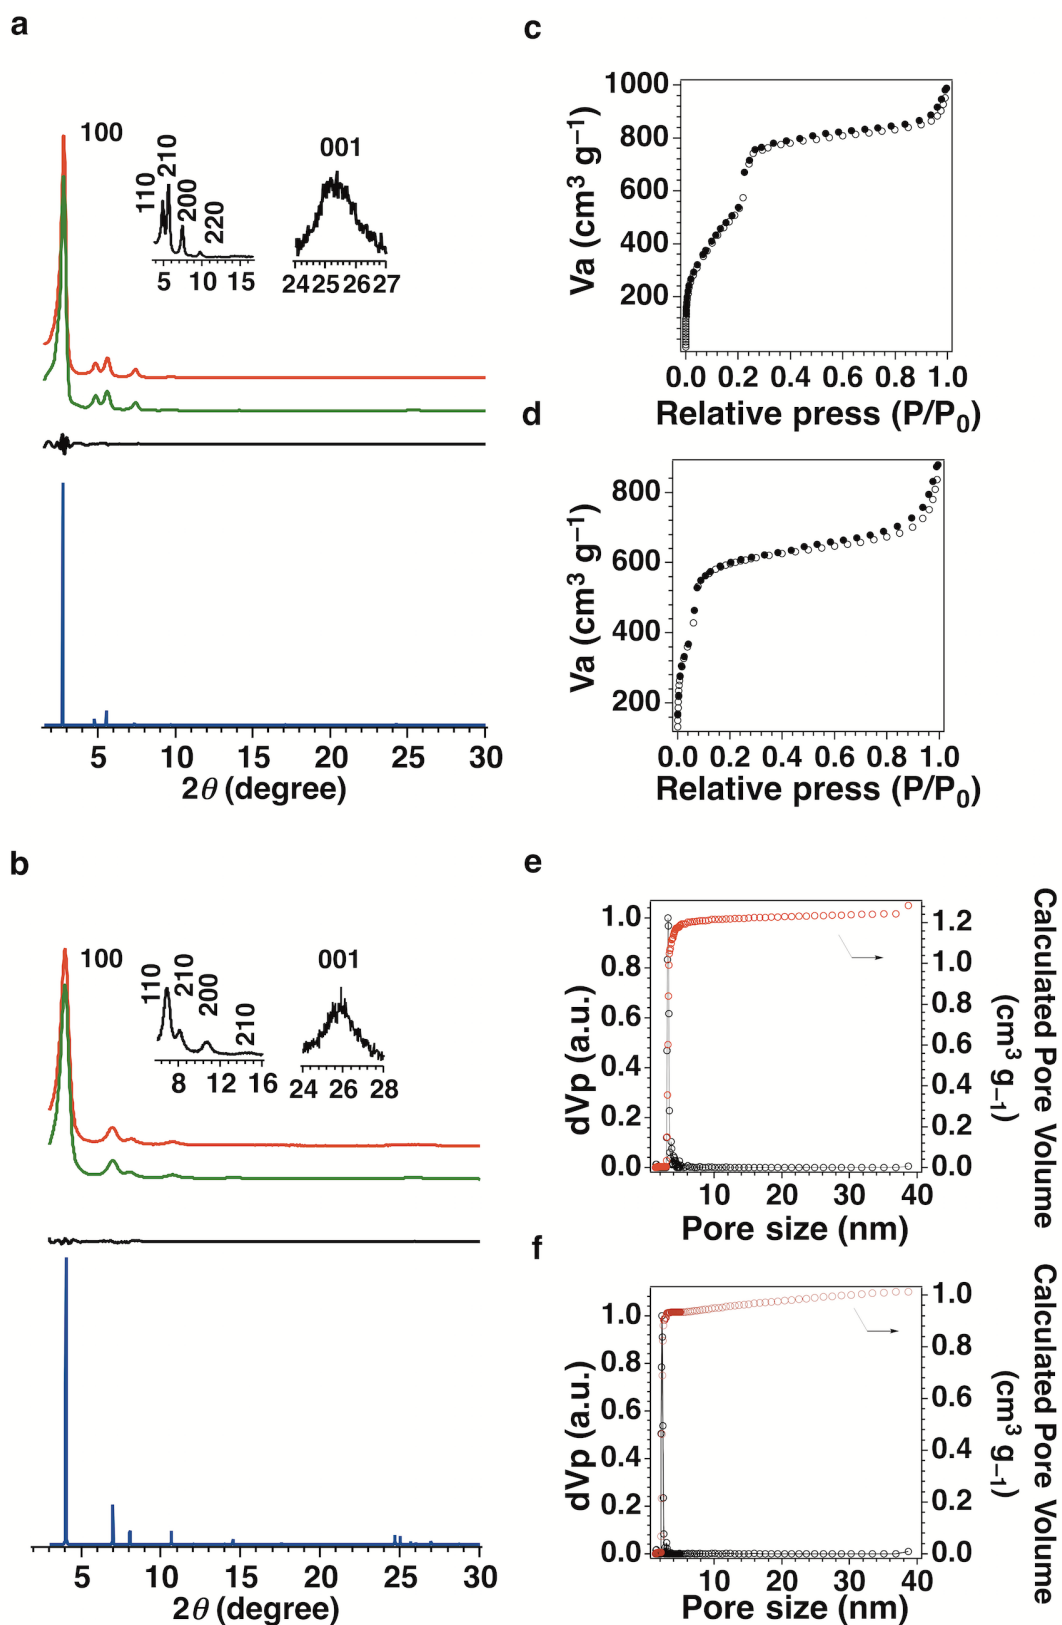 a
100
110
210
200
220
5 10 15
001
24 25 26 27
5 10 15 20 25 30
2θ (degree)
c
Va (cm³ g⁻¹)
1000
800
600
400
200
0.0 0.2 0.4 0.6 0.8 1.0
Relative press (P/P₀)
d
Va (cm³ g⁻¹)
800
600
400
200
0.0 0.2 0.4 0.6 0.8 1.0
Relative press (P/P₀)
b
100
110
210
200
210
8 12 16
001
24 26 28
5 10 15 20 25 30
2θ (degree)
e
dVp (a.u.)
1.0
0.8
0.6
0.4
0.2
0.0
1.2
1.0
0.8
0.6
0.4
0.2
0.0
Calculated Pore Volume
(cm³ g₋₁)
10 20 30 40
Pore size (nm)
f
dVp (a.u.)
1.0
0.8
0.6
0.4
0.2
0.0
1.0
0.8
0.6
0.4
0.2
0.0
Calculated Pore Volume
(cm³ g₋₁)
10 20 30 40
Pore size (nm)